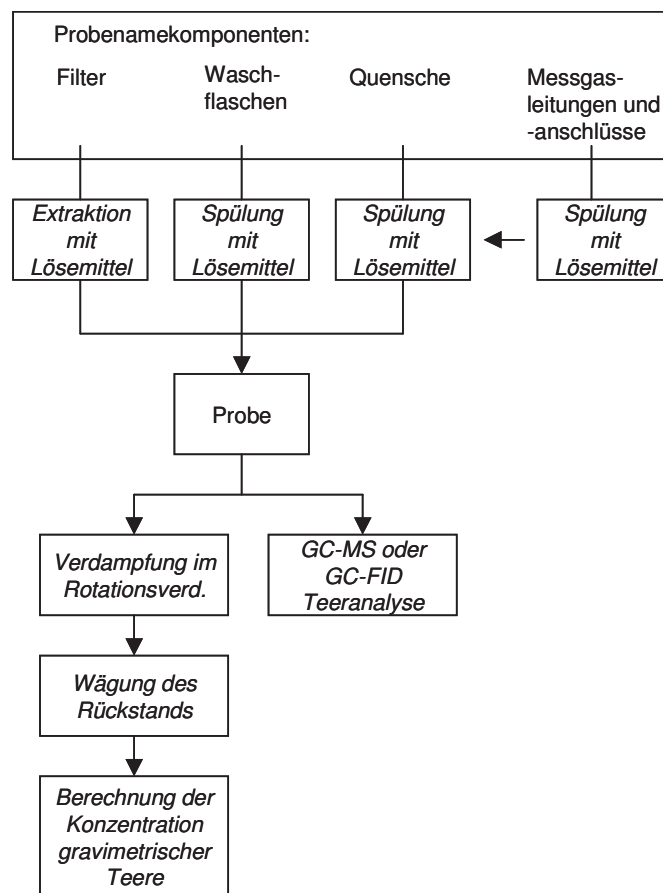 Probenamekomponenten:
Filter
Wasch-
flaschen
Quensche
Messgas-
leitungen und
-anschlüsse
Extraktion
mit
Lösemittel
Spülung
mit
Lösemittel
Spülung
mit
Lösemittel
Spülung
mit
Lösemittel
Probe
Verdampfung im
Rotationsverd.
GC-MS oder
GC-FID
Teeranalyse
Wägung des
Rückstands
Berechnung der
Konzentration
gravimetrischer
Teere